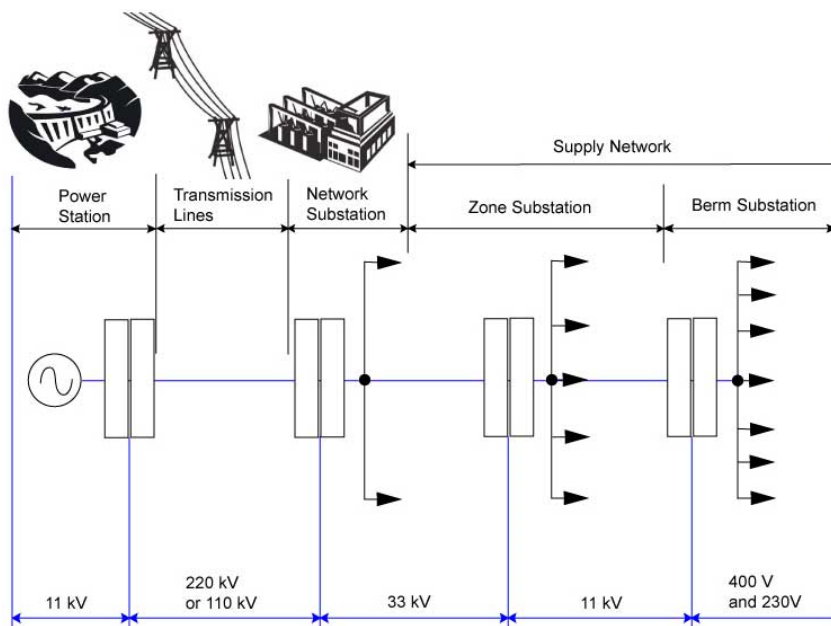 Supply Network
Power
Station
Transmission
Lines
Network
Substation
Zone Substation
Berm Substation
11 kV
220 kV
or 110 kV
33 kV
11 kV
400 V
and 230V